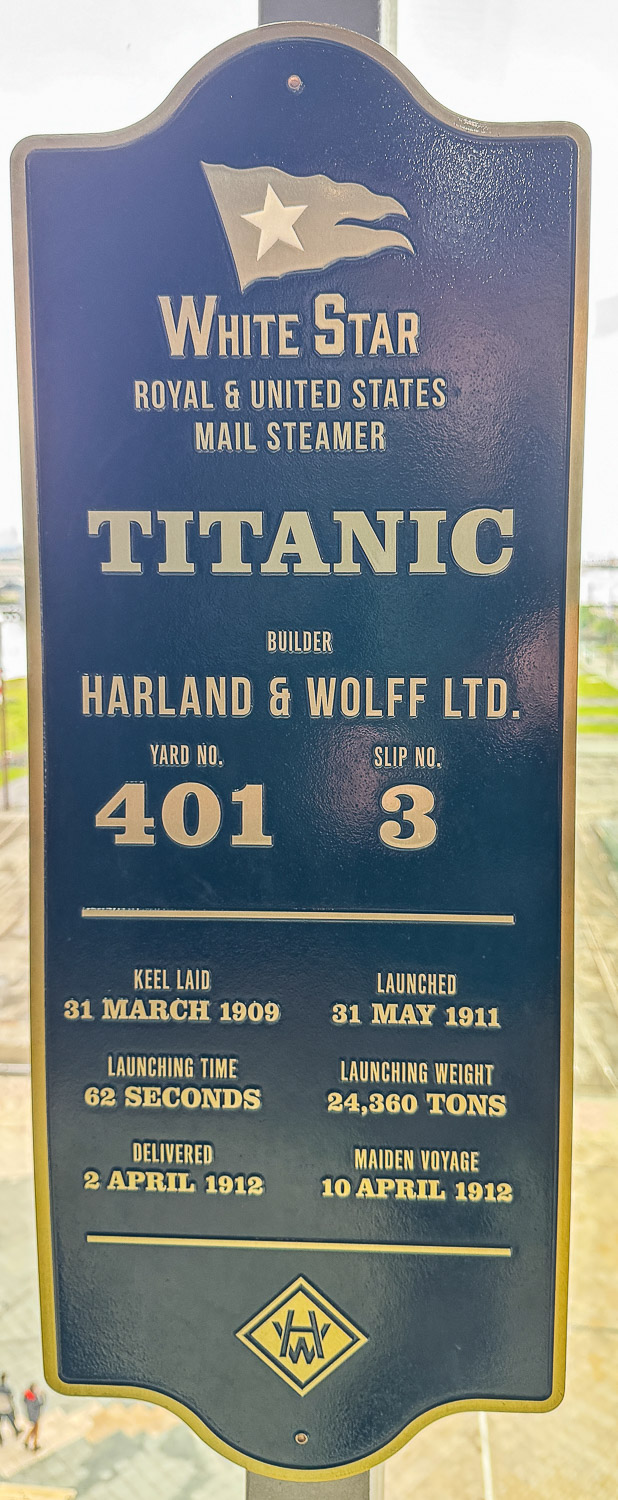 WHITE STAR
ROYAL & UNITED STATES
MAIL STEAMER
TITANIC
BUILDER
HARLAND & WOLFF LTD.
YARD NO. SLIP NO.
401 3
KEEL LAID LAUNCHED
31 MARCH 1909 31 MAY 1911
LAUNCHING TIME LAUNCHING WEIGHT
62 SECONDS 24,360 TONS
DELIVERED MAIDEN VOYAGE
2 APRIL 1912 10 APRIL 1912
HW